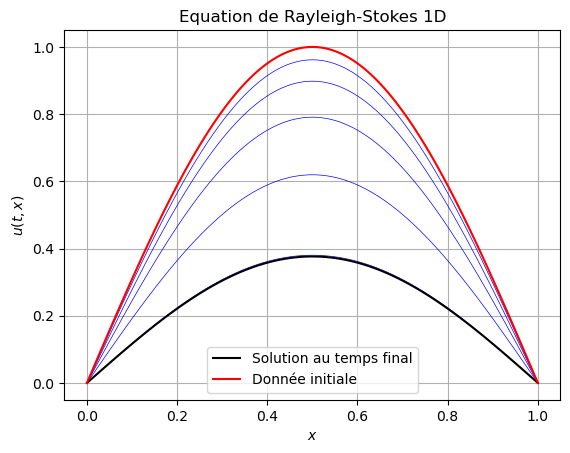 Equation de Rayleigh-Stokes 1D
1.0
0.8
0.6
0.4
0.2
0.0
u(t, x)
Solution au temps final
Donnée initiale
0.0 0.2 0.4 0.6 0.8 1.0
x